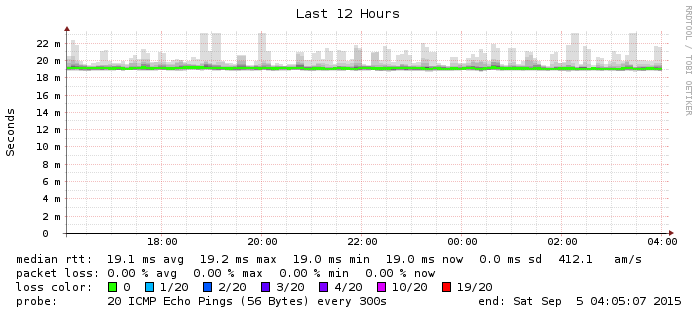 Last 12 Hours
RRDTOOL / TOBI OETIKER
Seconds
22 m
20 m
18 m
16 m
14 m
12 m
10 m
8 m
6 m
4 m
2 m
0
18:00 20:00 22:00 00:00 02:00 04:00
median rtt: 19.1 ms avg 19.2 ms max 19.0 ms min 19.0 ms now 0.0 ms sd 412.1 am/s
packet loss: 0.00 % avg 0.00 % max 0.00 % min 0.00 % now
loss color: 0 1/20 2/20 3/20 4/20 10/20 19/20
probe: 20 ICMP Echo Pings (56 Bytes) every 300s end: Sat Sep 5 04:05:07 2015